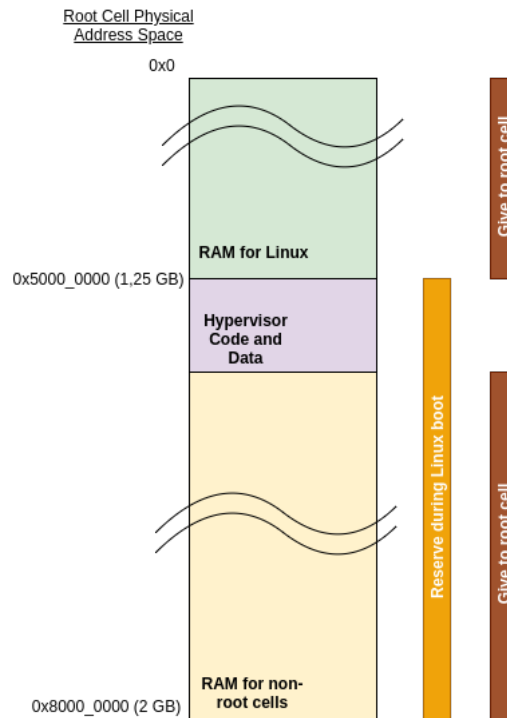 Root Cell Physical
Address Space
0x0
Give to root cell
RAM for Linux
0x5000_0000 (1,25 GB)
Hypervisor
Code and
Data
Reserve during Linux boot
Give to root cell
RAM for non-
root cells
0x8000_0000 (2 GB)